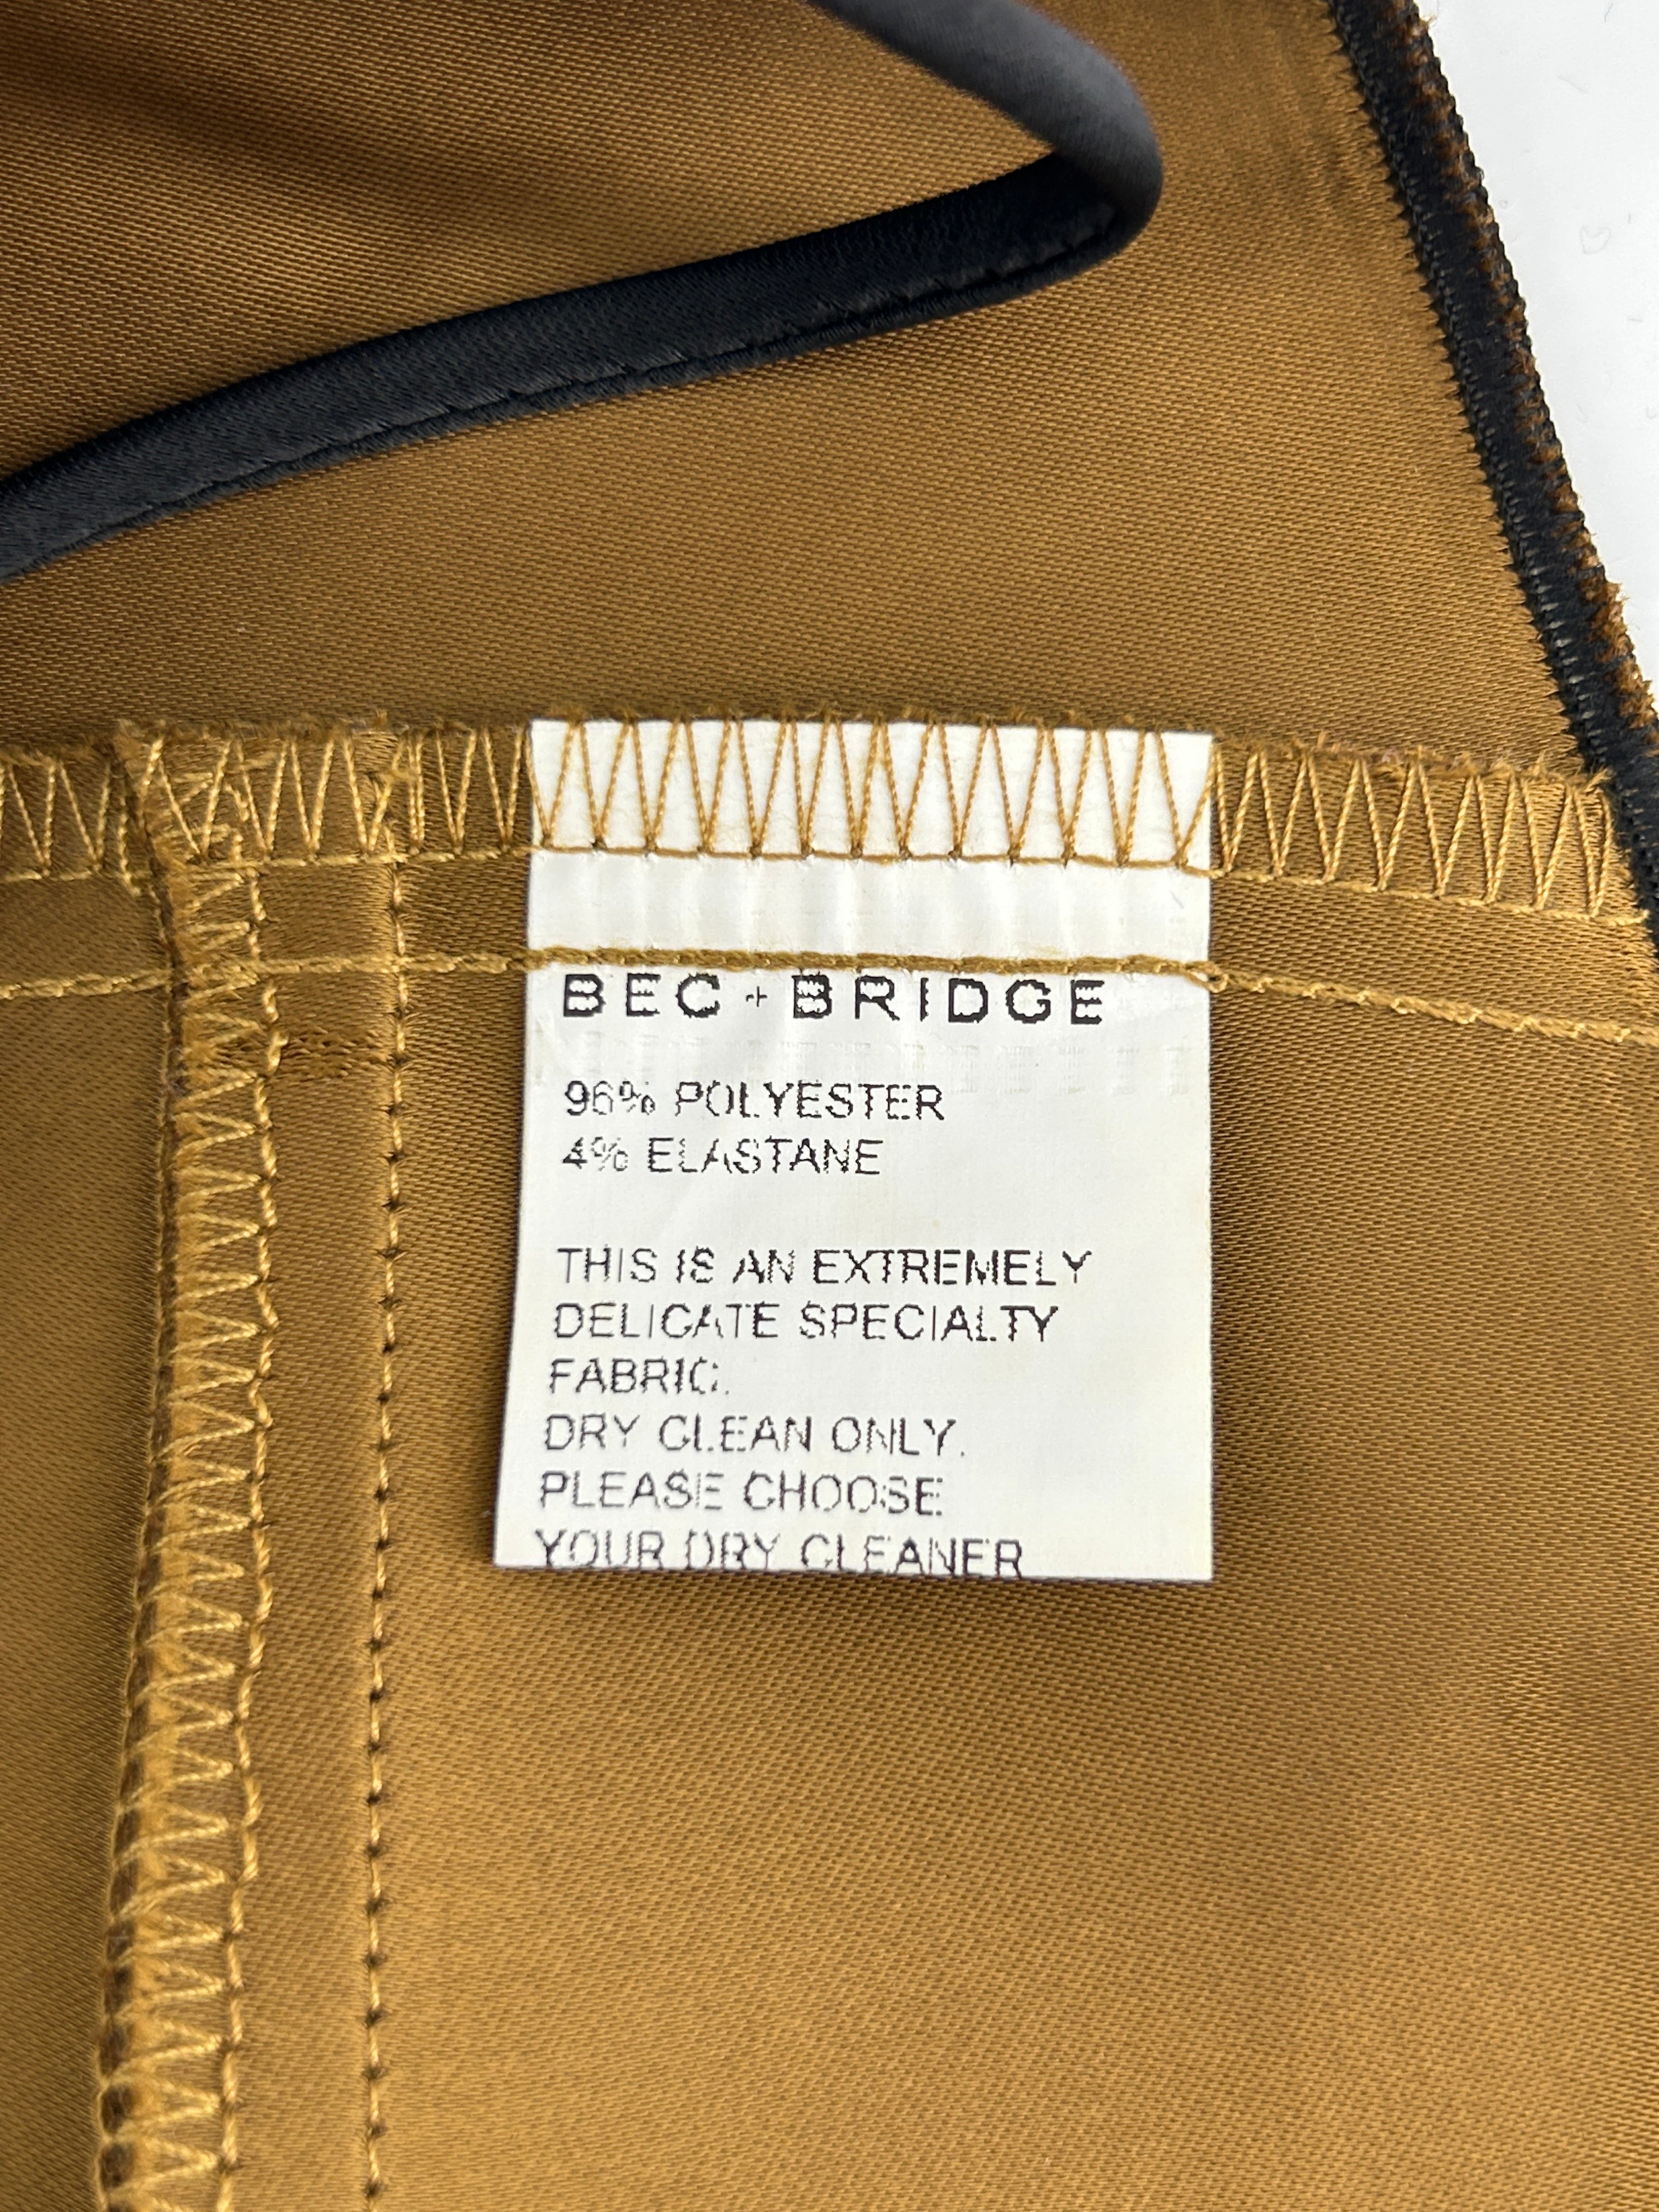 BEC + BRIDGE
96% POLYESTER
4% ELASTANE
THIS IS AN EXTREMELY
DELICATE SPECIALTY
FABRIC.
DRY CLEAN ONLY.
PLEASE CHOOSE
YOUR DRY CLEANER